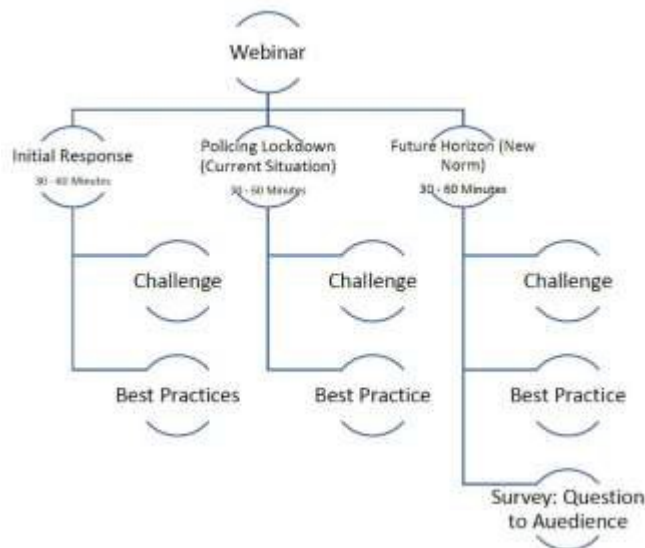 Webinar
Initial Response
30 - 60 Minutes
Policing Lockdown
(Current Situation)
30 - 60 Minutes
Future Horizon (New
Norm)
30 - 60 Minutes
Challenge
Challenge
Challenge
Best Practices
Best Practice
Best Practice
Survey: Question
to Auedience